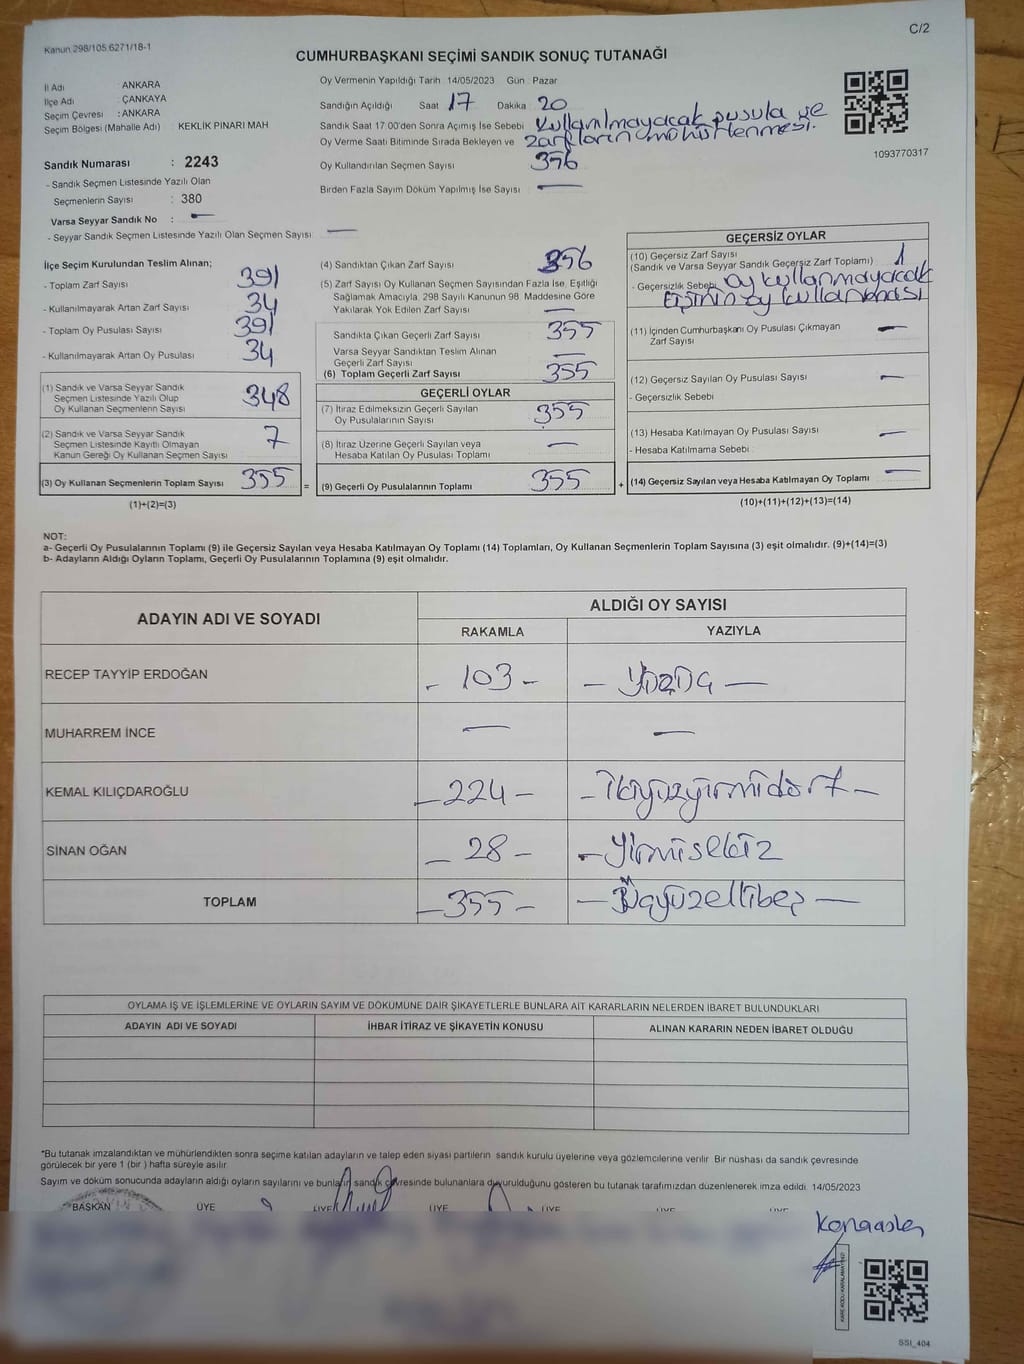 C/2
Kanun 298/105.6271/18-1
CUMHURBAŞKANI SEÇİMİ SANDIK SONUÇ TUTANAĞI
İl Adı ANKARA
İlçe Adı ÇANKAYA
Seçim Çevresi : ANKARA
Seçim Bölgesi (Mahalle Adı) KEKLİK PINARI MAH
Sandık Numarası : 2243
- Sandık Seçmen Listesinde Yazılı Olan
Seçmenlerin Sayısı : 380
Varsa Seyyar Sandık No : —
- Seyyar Sandık Seçmen Listesinde Yazılı Olan Seçmen Sayısı —
Oy Vermenin Yapıldığı Tarih 14/05/2023 Gün Pazar
Sandığın Açıldığı Saat 17 Dakika 20
Sandık Saat 17:00'den Sonra Açımış İse Sebebi Kullanılmayacak pusula ve
zarfların mühürlenmesi.
Oy Verme Saati Bitiminde Sırada Bekleyen ve
Oy Kullandırılan Seçmen Sayısı 356
Birden Fazla Sayım Döküm Yapılmış İse Sayısı —
1093770317
İlçe Seçim Kurulundan Teslim Alınan;
- Toplam Zarf Sayısı 391
- Kullanılmayarak Artan Zarf Sayısı 34
- Toplam Oy Pusulası Sayısı 391
- Kullanılmayarak Artan Oy Pusulası 34
(1) Sandık ve Varsa Seyyar Sandık
Seçmen Listesinde Yazılı Olup
Oy Kullanan Seçmenlerin Sayısı 348
(2) Sandık ve Varsa Seyyar Sandık
Seçmen Listesinde Kayıtlı Olmayan
Kanun Gereği Oy Kullanan Seçmen Sayısı 7
(3) Oy Kullanan Seçmenlerin Toplam Sayısı 355
(1)+(2)=(3)
=
(4) Sandıktan Çıkan Zarf Sayısı 356
(5) Zarf Sayısı Oy Kullanan Seçmen Sayısından Fazla İse, Eşitliği
Sağlamak Amacıyla, 298 Sayılı Kanunun 98. Maddesine Göre
Yakılarak Yok Edilen Zarf Sayısı —
Sandıkta Çıkan Geçerli Zarf Sayısı 355
Varsa Seyyar Sandıktan Teslim Alınan
Geçerli Zarf Sayısı —
(6) Toplam Geçerli Zarf Sayısı 355
GEÇERLİ OYLAR
(7) İtiraz Edilmeksizin Geçerli Sayılan
Oy Pusulalarının Sayısı 355
(8) İtiraz Üzerine Geçerli Sayılan veya
Hesaba Katılan Oy Pusulası Toplamı —
(9) Geçerli Oy Pusulalarının Toplamı 355
+
GEÇERSİZ OYLAR
(10) Geçersiz Zarf Sayısı
(Sandık ve Varsa Seyyar Sandık Geçersiz Zarf Toplamı) 1
- Geçersizlik Sebebi Oy kullanmayacak
kişinin oy kullanması
(11) İçinden Cumhurbaşkanı Oy Pusulası Çıkmayan
Zarf Sayısı —
(12) Geçersiz Sayılan Oy Pusulası Sayısı —
- Geçersizlik Sebebi
(13) Hesaba Katılmayan Oy Pusulası Sayısı —
- Hesaba Katılmama Sebebi
(14) Geçersiz Sayılan veya Hesaba Katılmayan Oy Toplamı —
(10)+(11)+(12)+(13)=(14)
NOT:
a- Geçerli Oy Pusulalarının Toplamı (9) ile Geçersiz Sayılan veya Hesaba Katılmayan Oy Toplamı (14) Toplamları, Oy Kullanan Seçmenlerin Toplam Sayısına (3) eşit olmalıdır. (9)+(14)=(3)
b- Adayların Aldığı Oyların Toplamı, Geçerli Oy Pusulalarının Toplamına (9) eşit olmalıdır.
ADAYIN ADI VE SOYADI ALDIĞI OY SAYISI
RAKAMLA YAZIYLA
RECEP TAYYİP ERDOĞAN - 103 - — Yüzüç —
MUHARREM İNCE — —
KEMAL KILIÇDAROĞLU - 224 - - İkiyüzyirmidört -
SİNAN OĞAN - 28 - - Yirmisekiz
TOPLAM - 355 - — Üçyüzellibeş —
OYLAMA İŞ VE İŞLEMLERİNE VE OYLARIN SAYIM VE DÖKÜMÜNE DAİR ŞİKAYETLERLE BUNLARA AİT KARARLARIN NELERDEN İBARET BULUNDUKLARI
ADAYIN ADI VE SOYADI İHBAR İTİRAZ VE ŞİKAYETİN KONUSU ALINAN KARARIN NEDEN İBARET OLDUĞU
*Bu tutanak imzalandıktan ve mühürlendikten sonra seçime katılan adayların ve talep eden siyasi partilerin sandık kurulu üyelerine veya gözlemcilerine verilir. Bir nüshası da sandık çevresinde
görülecek bir yere 1 (bir ) hafta süreyle asılır.
Sayım ve döküm sonucunda adayların aldığı oyların sayılarını ve bunların sandık çevresinde bulunanlara duyurulduğunu gösteren bu tutanak tarafımızdan düzenlenerek imza edildi. 14/05/2023
BAŞKAN ÜYE ÜYE ÜYE ÜYE ÜYE ÜYE
SSI_404